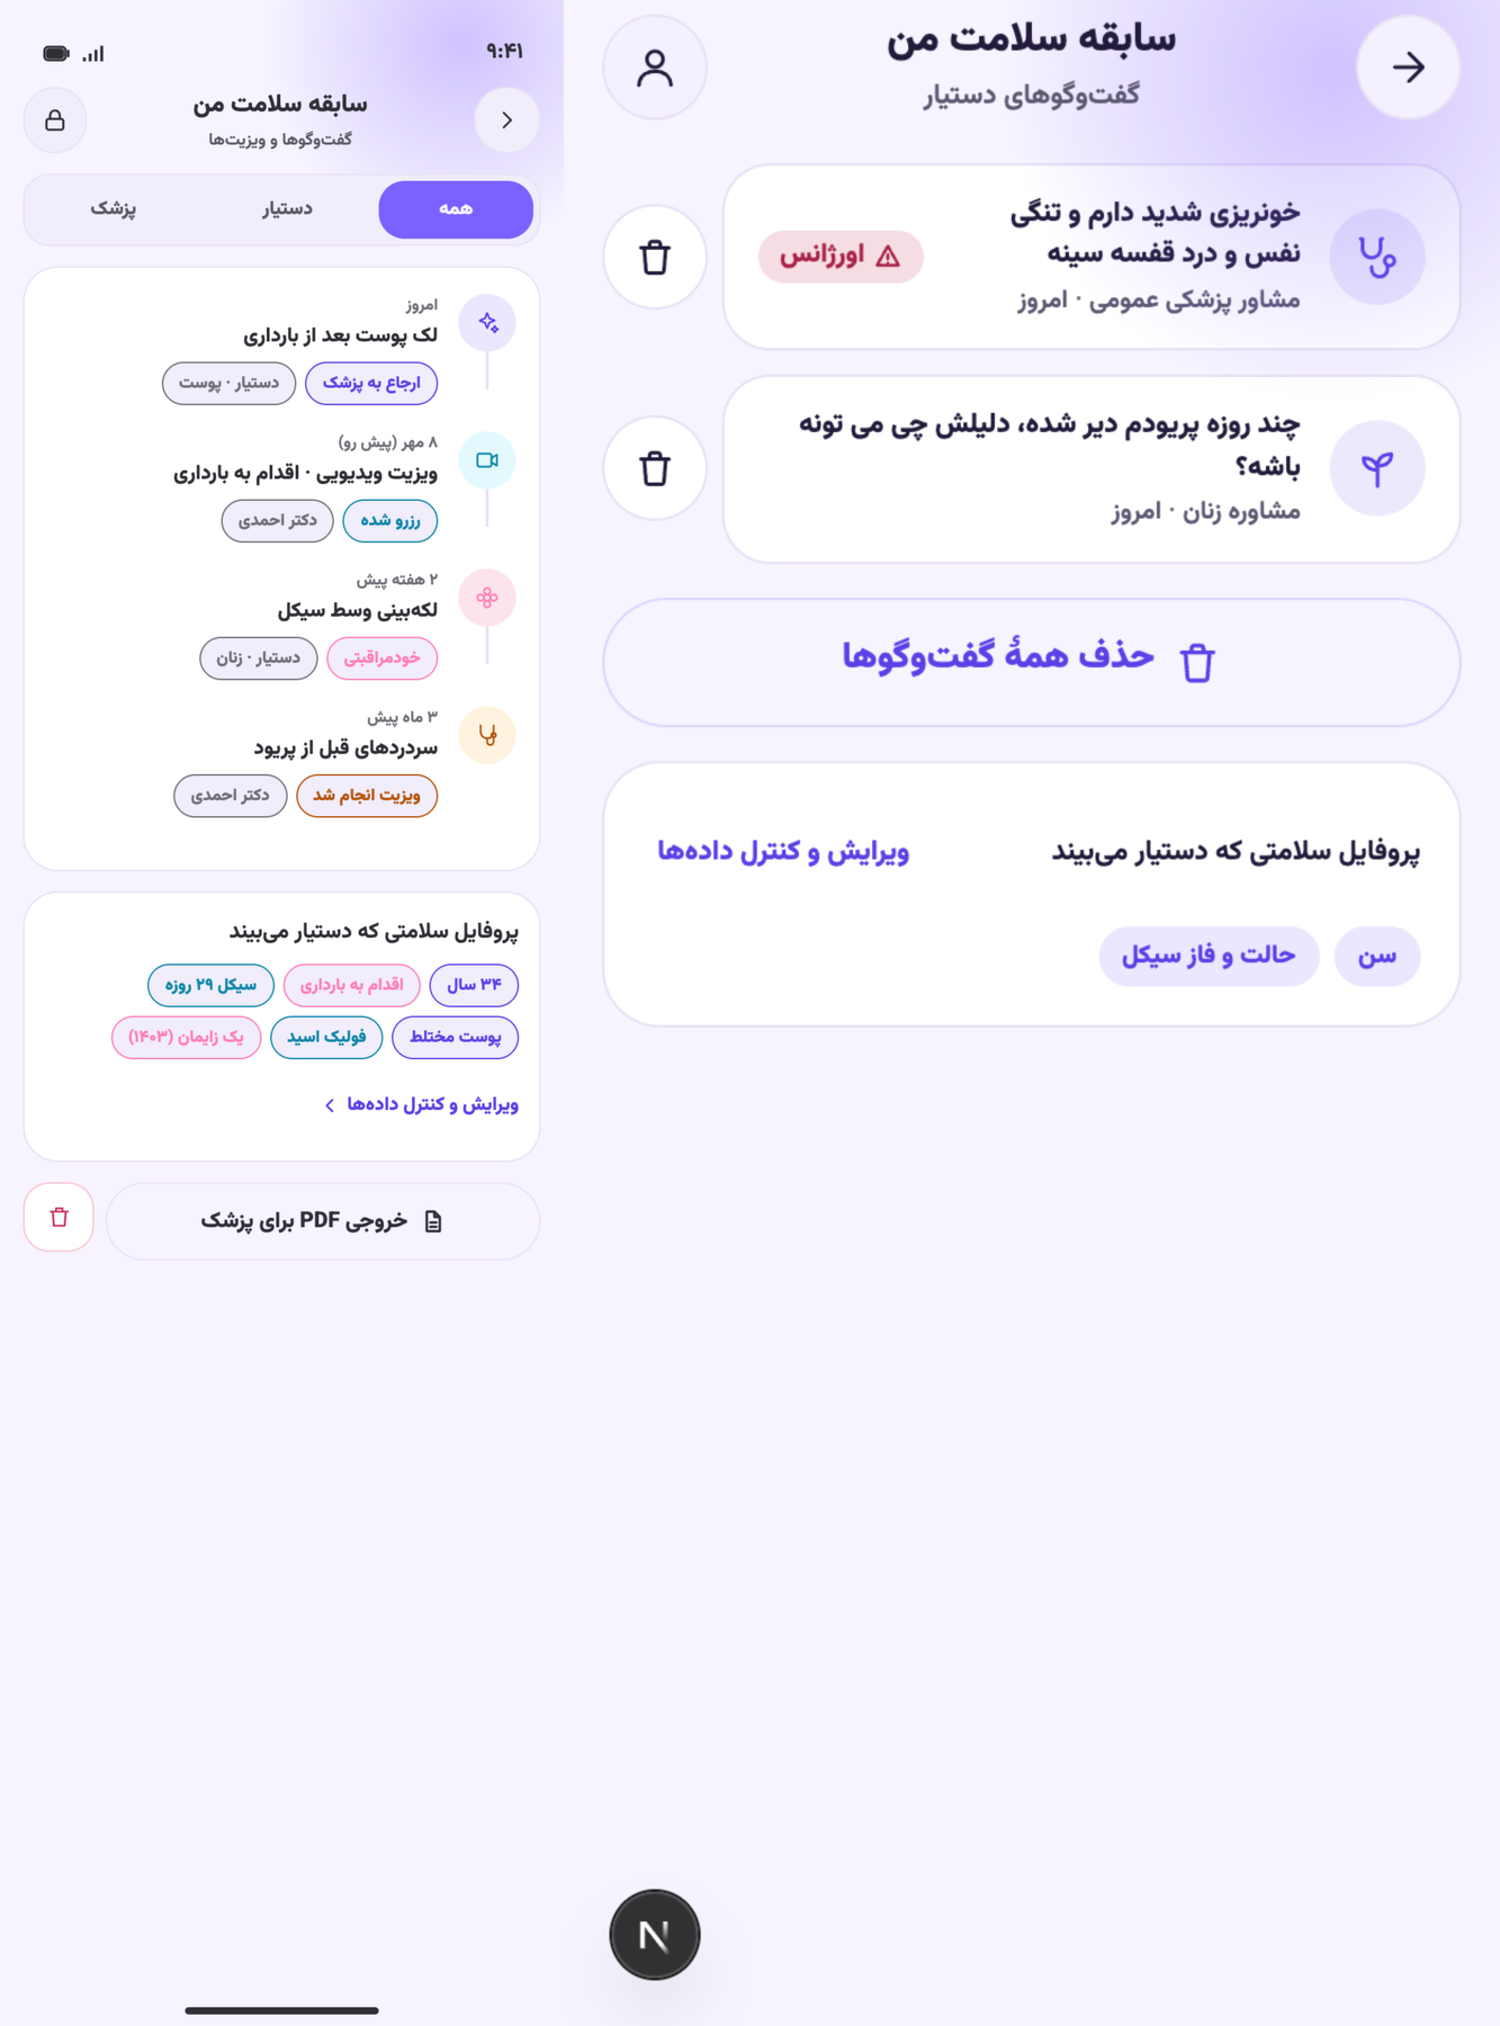 ۹:۴۱
سابقه سلامت من
گفت‌وگوها و ویزیت‌ها
همه
دستیار
پزشک
امروز
لک پوست بعد از بارداری
ارجاع به پزشک
دستیار · پوست
۸ مهر (پیش رو)
ویزیت ویدیویی · اقدام به بارداری
رزرو شده
دکتر احمدی
۲ هفته پیش
لکه‌بینی وسط سیکل
خودمراقبتی
دستیار · زنان
۳ ماه پیش
سردردهای قبل از پریود
ویزیت انجام شد
دکتر احمدی
پروفایل سلامتی که دستیار می‌بیند
۳۴ سال
اقدام به بارداری
سیکل ۲۹ روزه
پوست مختلط
فولیک اسید
یک زایمان (۱۴۰۳)
ویرایش و کنترل داده‌ها
خروجی PDF برای پزشک
سابقه سلامت من
گفت‌وگوهای دستیار
خونریزی شدید دارم و تنگی
نفس و درد قفسه سینه
مشاور پزشکی عمومی · امروز
اورژانس
چند روزه پریودم دیر شده، دلیلش چی می تونه
باشه؟
مشاوره زنان · امروز
حذف همهٔ گفت‌وگوها
پروفایل سلامتی که دستیار می‌بیند
ویرایش و کنترل داده‌ها
سن
حالت و فاز سیکل
N